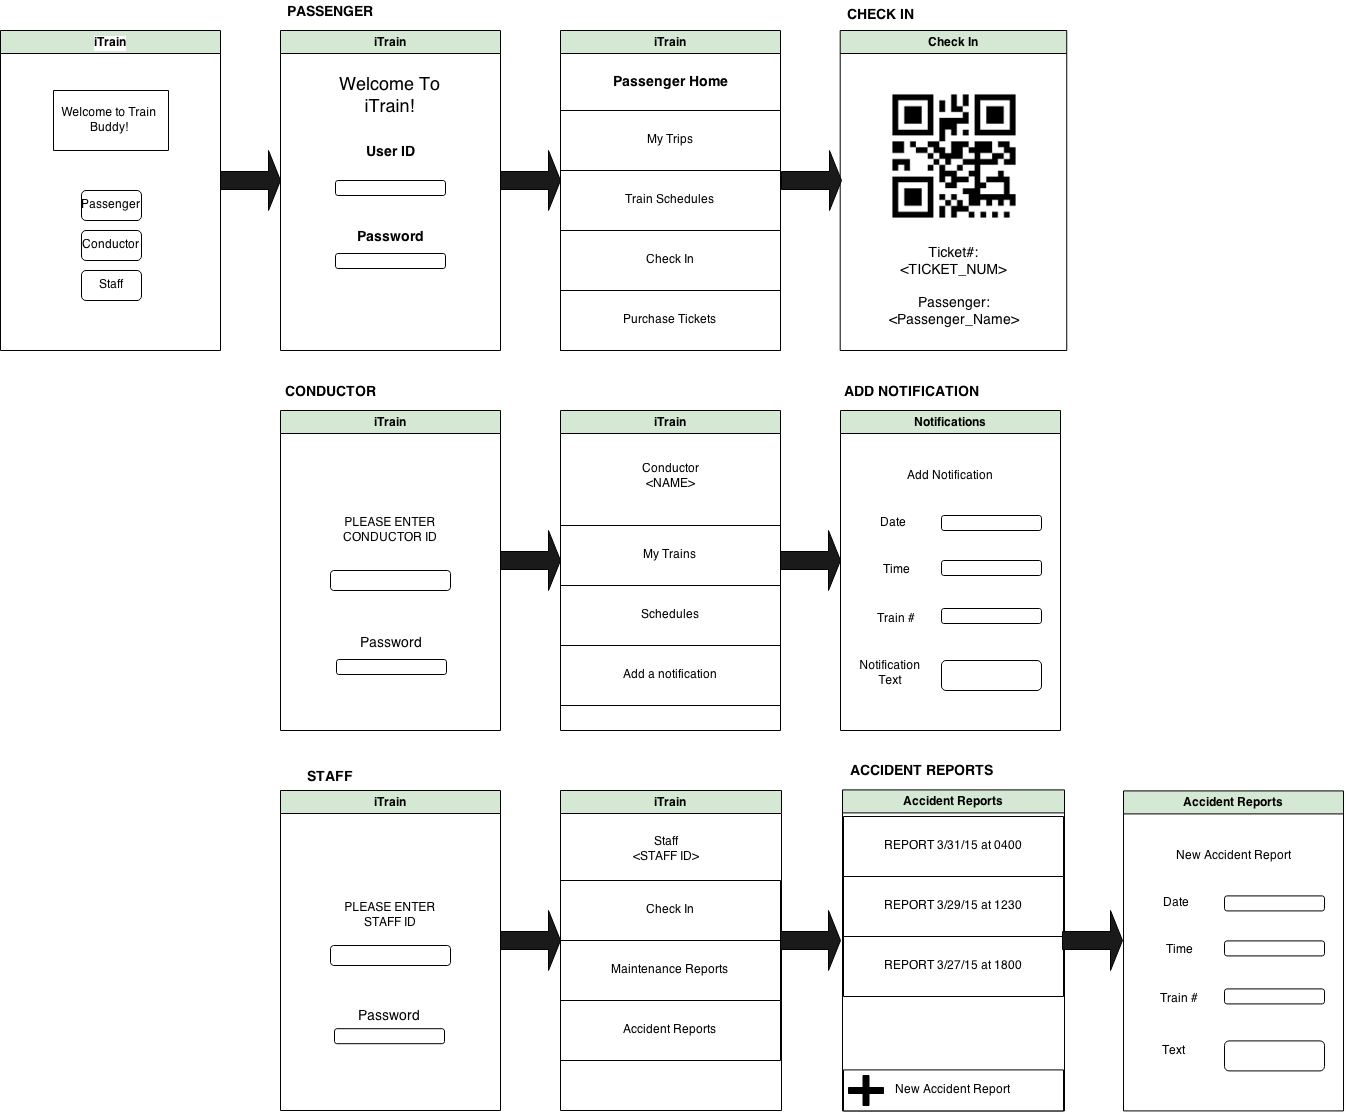 PASSENGER
CHECK IN
iTrain
Welcome to Train
Buddy!
Passenger
Conductor
Staff
iTrain
Welcome To
iTrain!
User ID
Password
iTrain
Passenger Home
My Trips
Train Schedules
Check In
Purchase Tickets
Check In
Ticket#:
<TICKET_NUM>
Passenger:
<Passenger_Name>
CONDUCTOR
ADD NOTIFICATION
iTrain
PLEASE ENTER
CONDUCTOR ID
Password
iTrain
Conductor
<NAME>
My Trains
Schedules
Add a notification
Notifications
Add Notification
Date
Time
Train #
Notification
Text
STAFF
ACCIDENT REPORTS
iTrain
PLEASE ENTER
STAFF ID
Password
iTrain
Staff
<STAFF ID>
Check In
Maintenance Reports
Accident Reports
Accident Reports
REPORT 3/31/15 at 0400
REPORT 3/29/15 at 1230
REPORT 3/27/15 at 1800
New Accident Report
Accident Reports
New Accident Report
Date
Time
Train #
Text